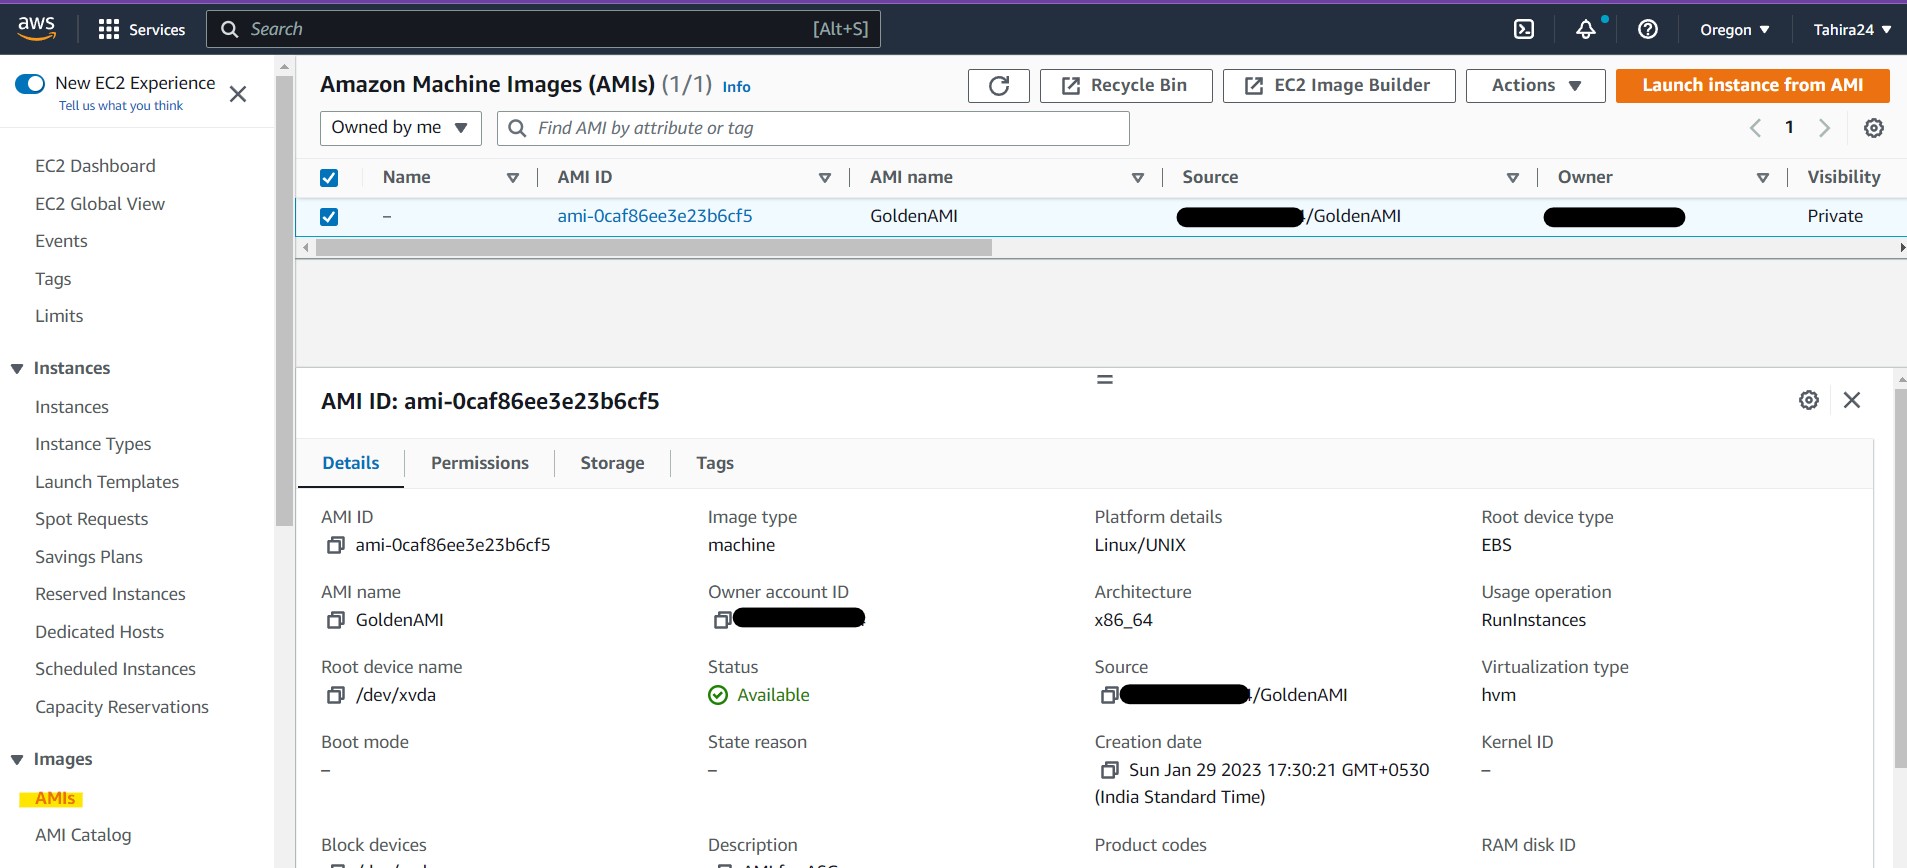 aws Services Search [Alt+S] Oregon Tahira24
New EC2 Experience
Tell us what you think
EC2 Dashboard
EC2 Global View
Events
Tags
Limits
Instances
Instances
Instance Types
Launch Templates
Spot Requests
Savings Plans
Reserved Instances
Dedicated Hosts
Scheduled Instances
Capacity Reservations
Images
AMIs
AMI Catalog
Amazon Machine Images (AMIs) (1/1) Info Recycle Bin EC2 Image Builder Actions Launch instance from AMI
Owned by me Find AMI by attribute or tag 1
Name AMI ID AMI name Source Owner Visibility
– ami-0caf86ee3e23b6cf5 GoldenAMI /GoldenAMI Private
AMI ID: ami-0caf86ee3e23b6cf5
Details Permissions Storage Tags
AMI ID Image type Platform details Root device type
ami-0caf86ee3e23b6cf5 machine Linux/UNIX EBS
AMI name Owner account ID Architecture Usage operation
GoldenAMI x86_64 RunInstances
Root device name Status Source Virtualization type
/dev/xvda Available /GoldenAMI hvm
Boot mode State reason Creation date Kernel ID
– – Sun Jan 29 2023 17:30:21 GMT+0530 –
(India Standard Time)
Block devices Description Product codes RAM disk ID